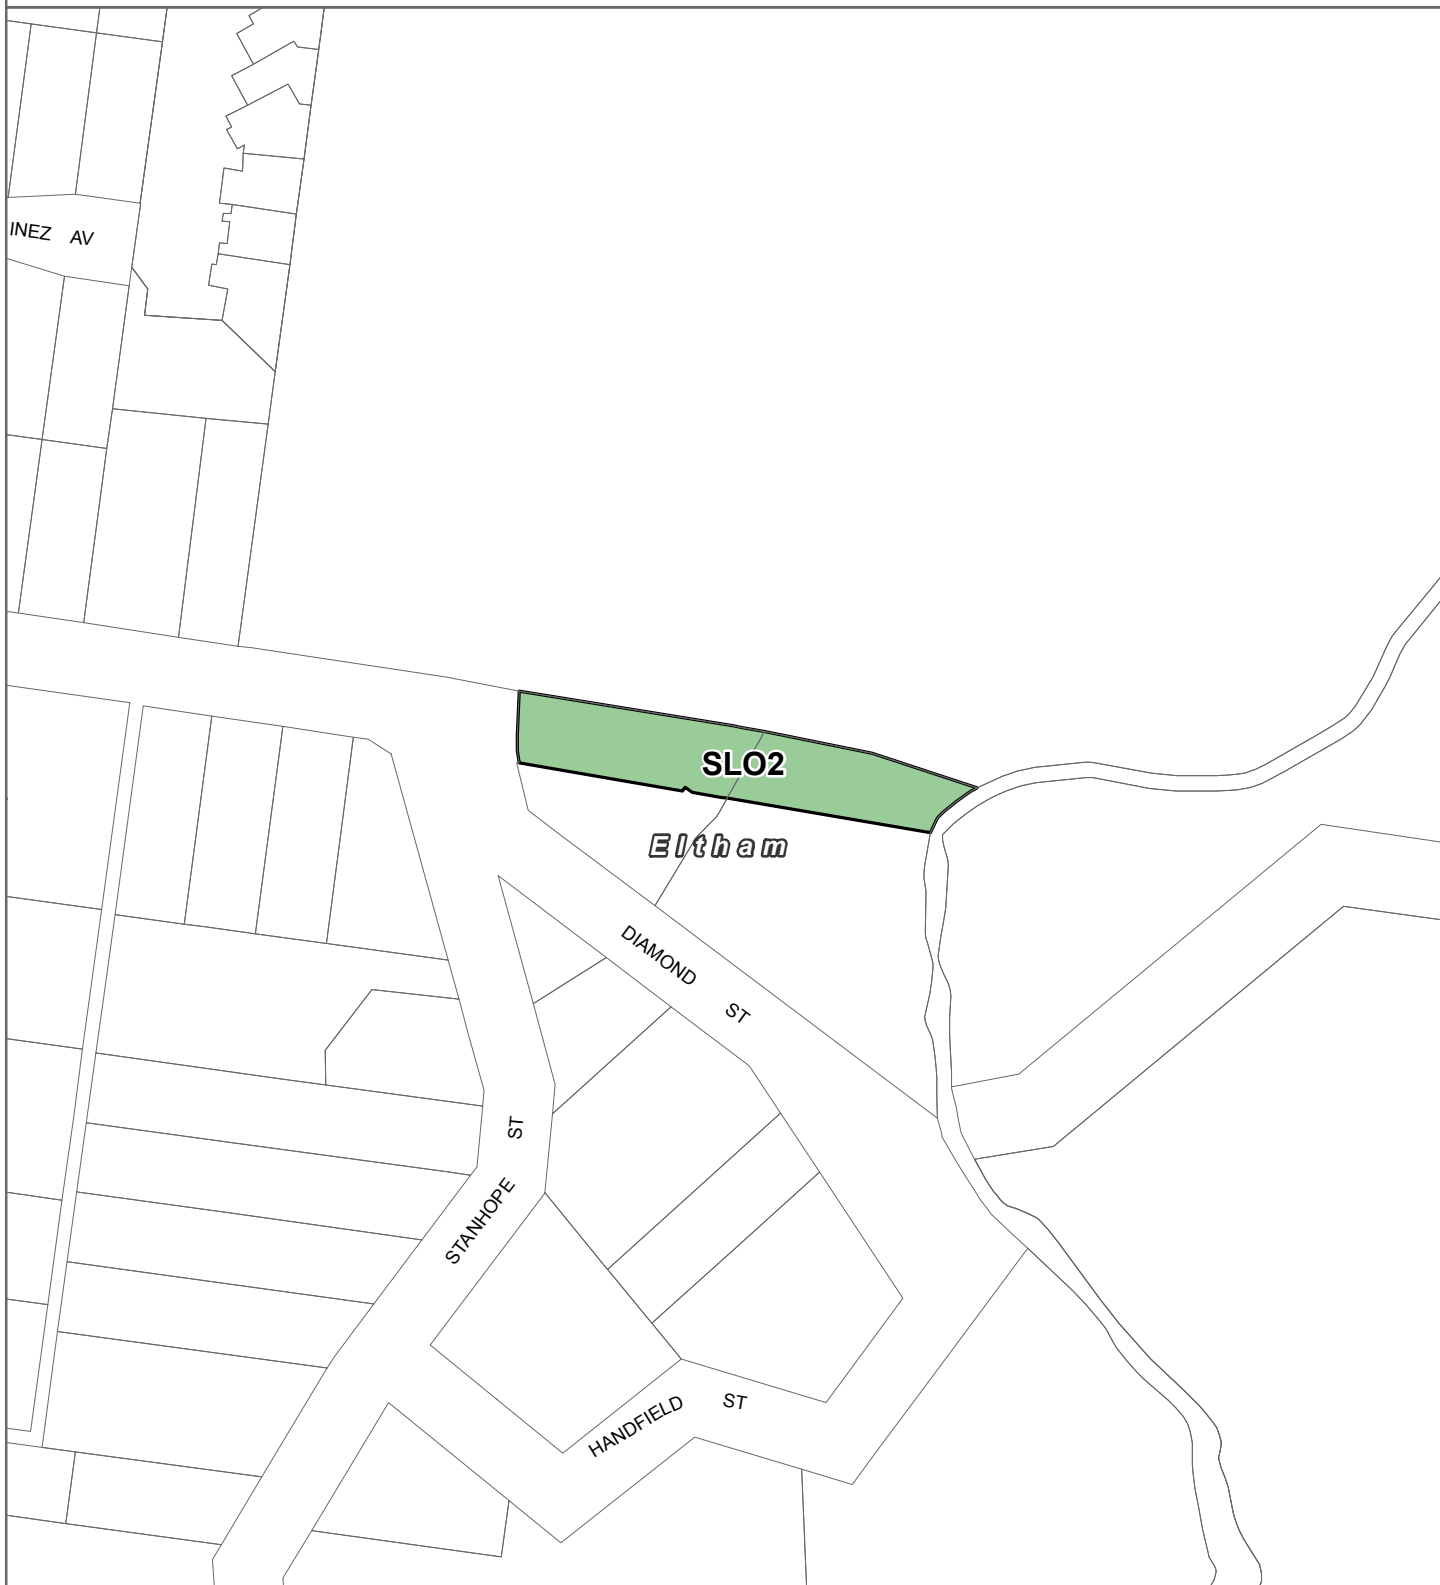 INEZ AV
SLO2
Eltham
DIAMOND ST
STANHOPE ST
HANDFIELD ST